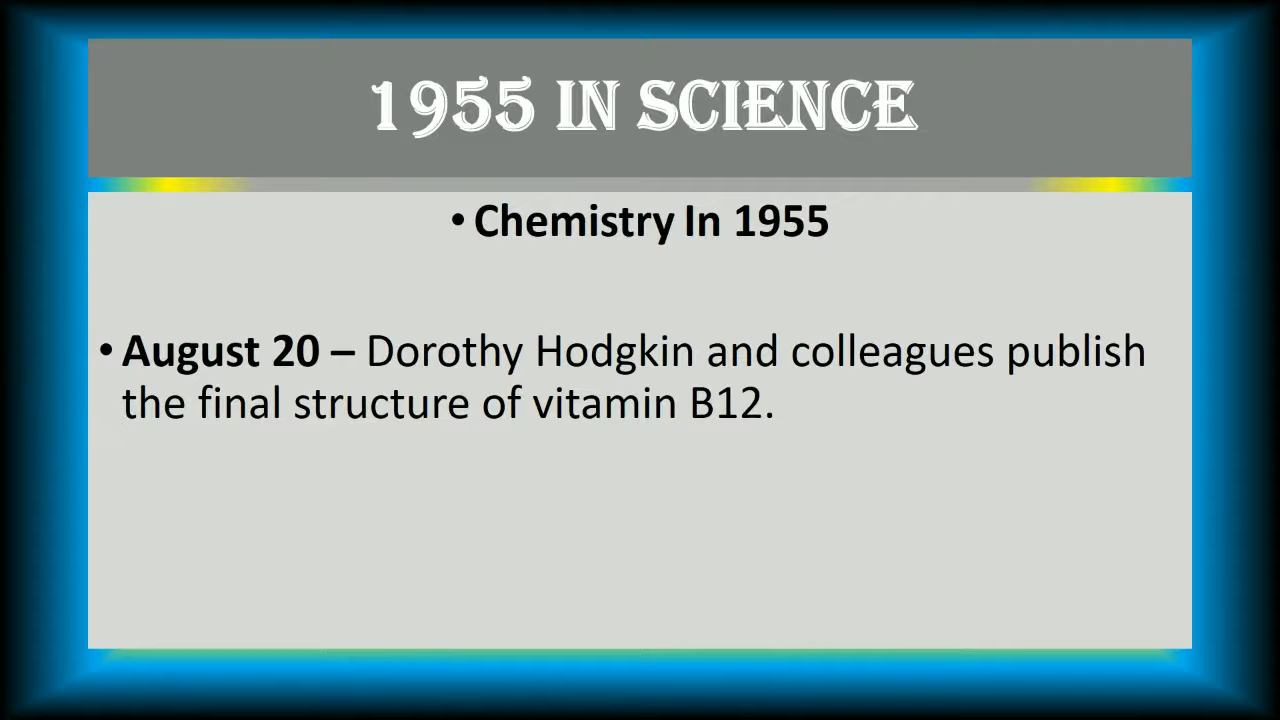 1955 IN SCIENCE
• Chemistry In 1955
• August 20 – Dorothy Hodgkin and colleagues publish
the final structure of vitamin B12.